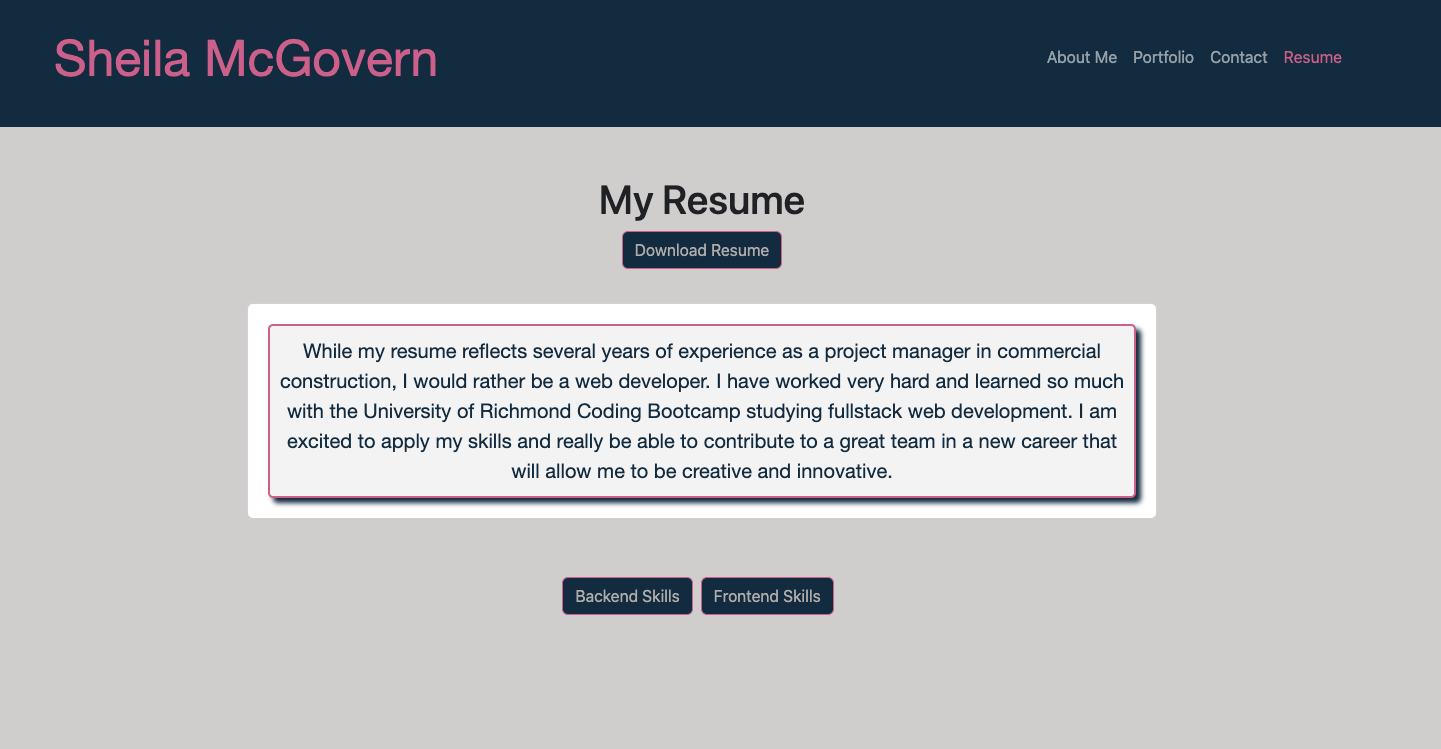 Sheila McGovern
About Me Portfolio Contact Resume
My Resume
Download Resume
While my resume reflects several years of experience as a project manager in commercial
construction, I would rather be a web developer. I have worked very hard and learned so much
with the University of Richmond Coding Bootcamp studying fullstack web development. I am
excited to apply my skills and really be able to contribute to a great team in a new career that
will allow me to be creative and innovative.
Backend Skills Frontend Skills